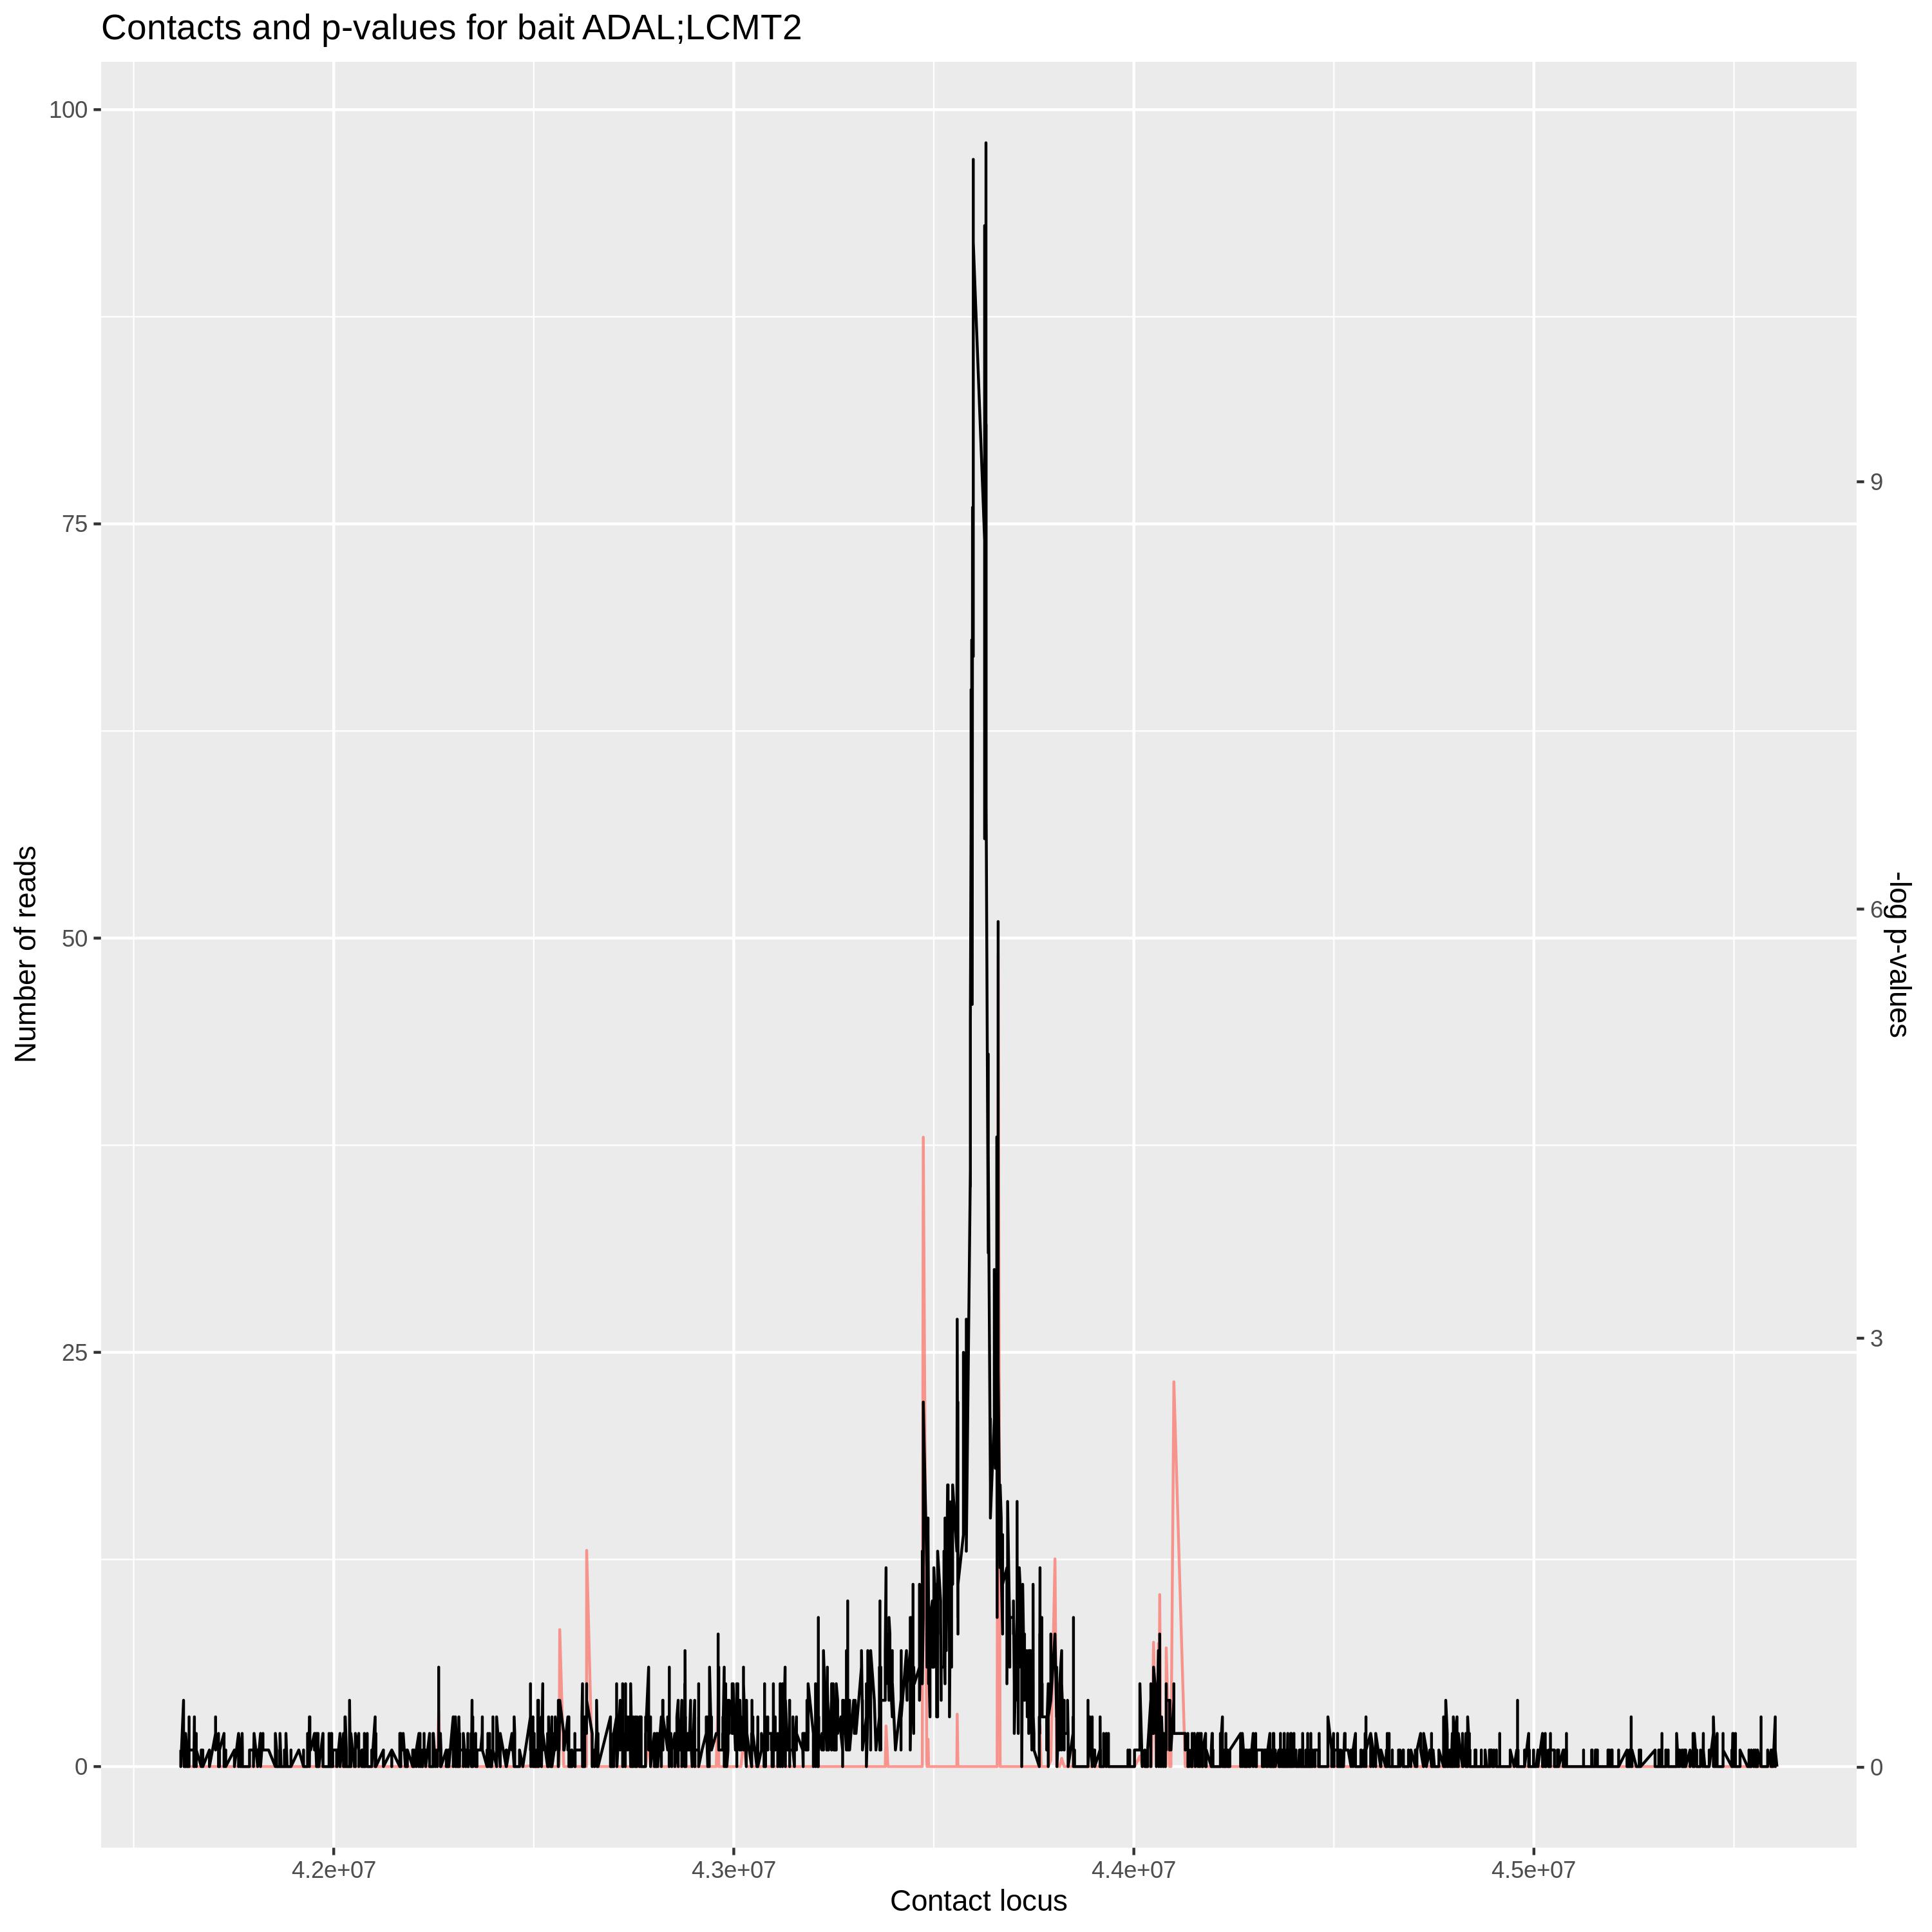 Contacts and p-values for bait ADAL;LCMT2
100
75
50
25
0
Number of reads
9
6
3
0
-log p-values
4.2e+07
4.3e+07
4.4e+07
4.5e+07
Contact locus